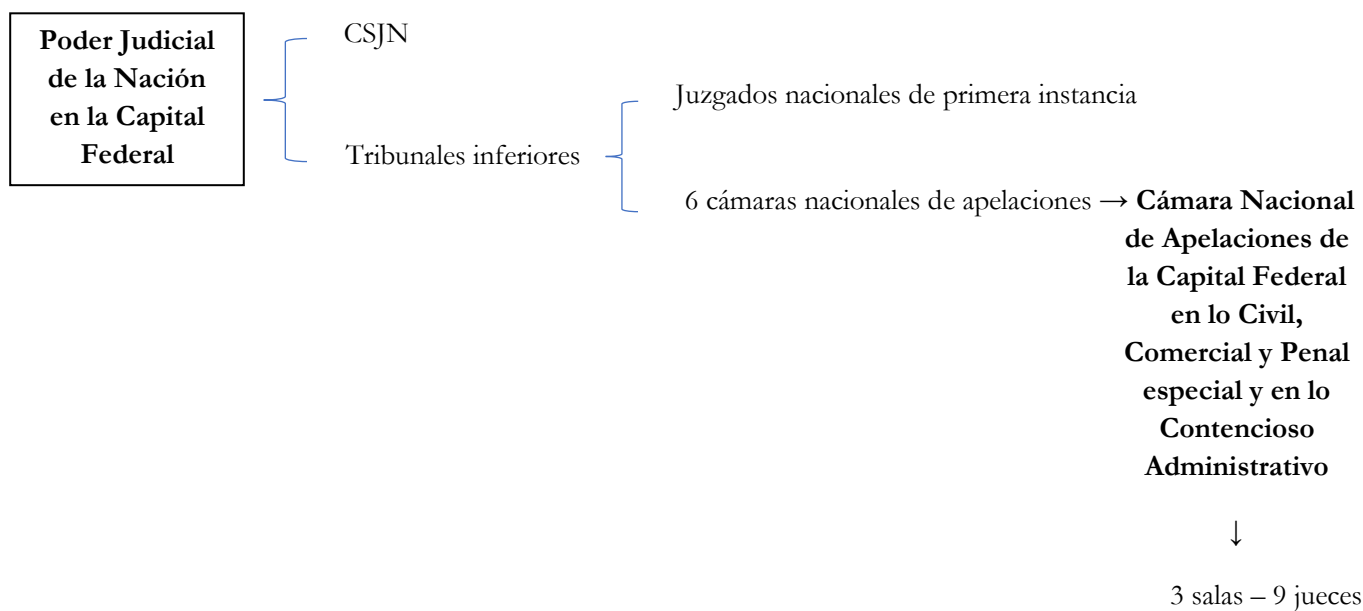 Poder Judicial
de la Nación
en la Capital
Federal
CSJN
Tribunales inferiores
Juzgados nacionales de primera instancia
6 cámaras nacionales de apelaciones → Cámara Nacional
de Apelaciones de
la Capital Federal
en lo Civil,
Comercial y Penal
especial y en lo
Contencioso
Administrativo
↓
3 salas – 9 jueces